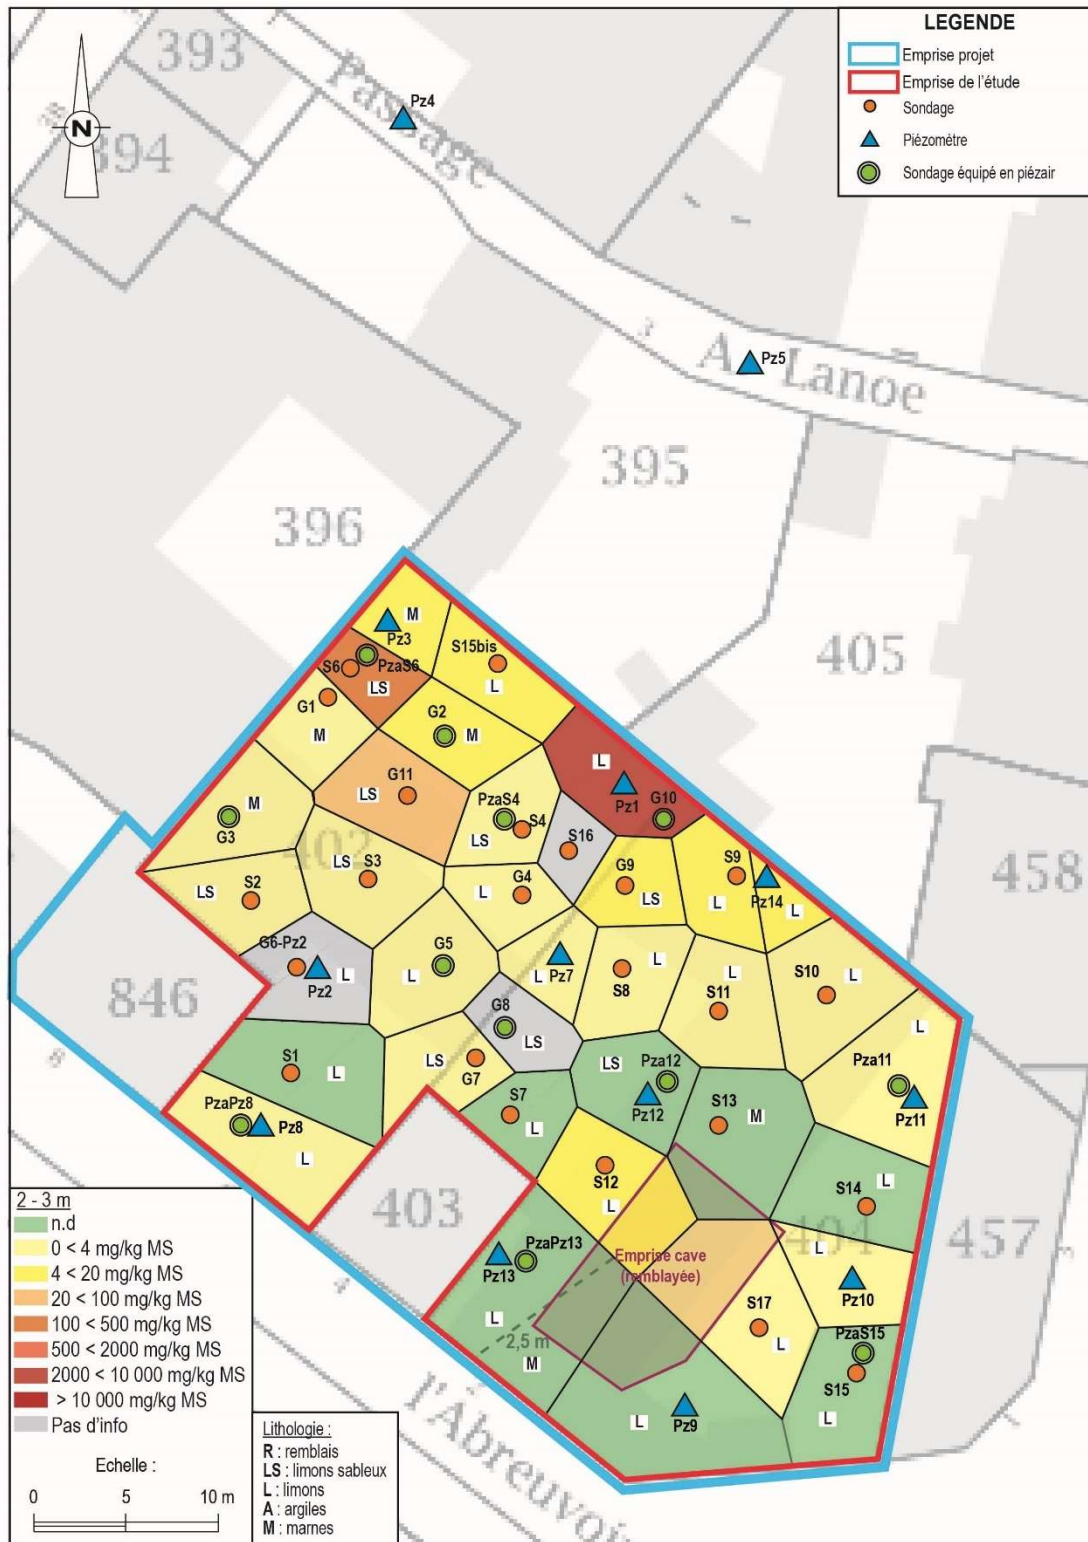 393
Passage
Pz4
394
N
LEGENDE
Emprise projet
Emprise de l'étude
Sondage
Piézomètre
Sondage équipé en piézair
3
A
Pz5
Lanoe
395
396
405
M
Pz3
S15bis
L
S6
PzaS6
LS
G1
M
G2
M
L
Pz1
G10
G11
LS
PzaS4
S4
LS
S16
M
G3
402
LS
S3
G4
L
G9
LS
S9
L
Pz14
L
458
LS
S2
G6-Pz2
Pz2
L
G5
L
Pz7
L
S8
L
L
S11
S10
L
846
G8
LS
L
Pza11
Pz11
S1
L
LS
G7
LS
Pza12
Pz12
S13
M
PzaPz8
Pz8
L
S7
L
S12
L
S14
L
403
404
457
Emprise cave
(remblayée)
PzaPz13
Pz13
L
L
Pz10
2,5 m
M
S17
L
PzaS15
S15
L
Pz9
L
l'Abreuvoir
2 - 3 m
n.d
0 < 4 mg/kg MS
4 < 20 mg/kg MS
20 < 100 mg/kg MS
100 < 500 mg/kg MS
500 < 2000 mg/kg MS
2000 < 10 000 mg/kg MS
> 10 000 mg/kg MS
Pas d'info
Echelle :
0 5 10 m
Lithologie :
R : remblais
LS : limons sableux
L : limons
A : argiles
M : marnes